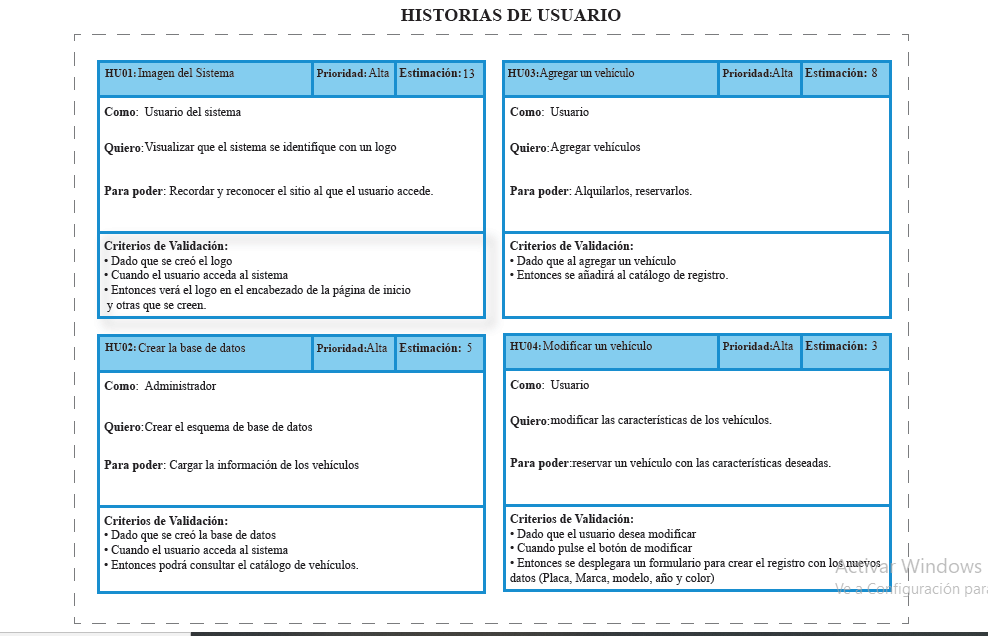 HISTORIAS DE USUARIO
HU01: Imagen del Sistema Prioridad: Alta Estimación: 13
Como: Usuario del sistema
Quiero: Visualizar que el sistema se identifique con un logo
Para poder: Recordar y reconocer el sitio al que el usuario accede.
Criterios de Validación:
• Dado que se creó el logo
• Cuando el usuario acceda al sistema
• Entonces verá el logo en el encabezado de la página de inicio
y otras que se creen.
HU03:Agregar un vehículo Prioridad:Alta Estimación: 8
Como: Usuario
Quiero:Agregar vehículos
Para poder: Alquilarlos, reservarlos.
Criterios de Validación:
• Dado que al agregar un vehículo
• Entonces se añadirá al catálogo de registro.
HU02: Crear la base de datos Prioridad:Alta Estimación: 5
Como: Administrador
Quiero:Crear el esquema de base de datos
Para poder: Cargar la información de los vehículos
Criterios de Validación:
• Dado que se creó la base de datos
• Cuando el usuario acceda al sistema
• Entonces podrá consultar el catálogo de vehículos.
HU04: Modificar un vehículo Prioridad:Alta Estimación: 3
Como: Usuario
Quiero:modificar las características de los vehículos.
Para poder:reservar un vehículo con las características deseadas.
Criterios de Validación:
• Dado que el usuario desea modificar
• Cuando pulse el botón de modificar
• Entonces se desplegara un formulario para crear el registro con los nuevos
datos (Placa, Marca, modelo, año y color)
Activar Windows
Ve a Configuración para